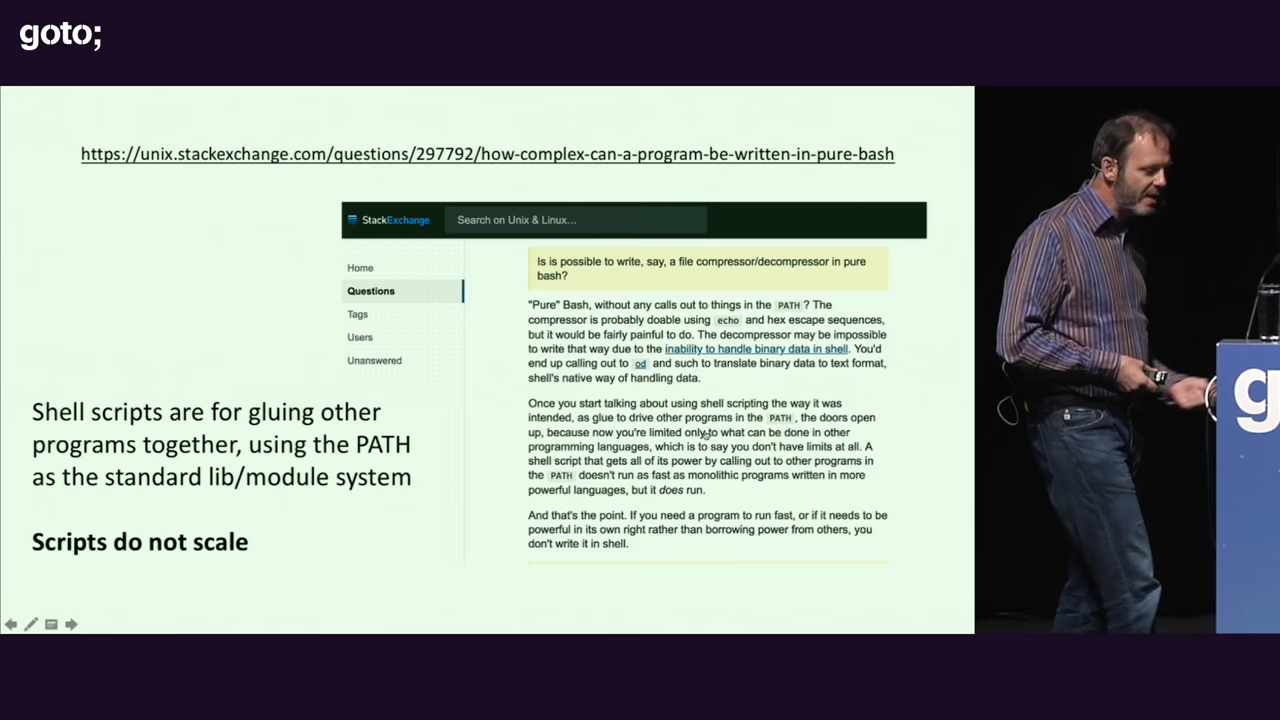 goto;
https://unix.stackexchange.com/questions/297792/how-complex-can-a-program-be-written-in-pure-bash
StackExchange
Search on Unix & Linux...
Home
Questions
Tags
Users
Unanswered
Is is possible to write, say, a file compressor/decompressor in pure
bash?
"Pure" Bash, without any calls out to things in the PATH? The
compressor is probably doable using echo and hex escape sequences,
but it would be fairly painful to do. The decompressor may be impossible
to write that way due to the inability to handle binary data in shell. You'd
end up calling out to od and such to translate binary data to text format,
shell's native way of handling data.
Once you start talking about using shell scripting the way it was
intended, as glue to drive other programs in the PATH, the doors open
up, because now you're limited only to what can be done in other
programming languages, which is to say you don't have limits at all. A
shell script that gets all of its power by calling out to other programs in
the PATH doesn't run as fast as monolithic programs written in more
powerful languages, but it does run.
And that's the point. If you need a program to run fast, or if it needs to be
powerful in its own right rather than borrowing power from others, you
don't write it in shell.
Shell scripts are for gluing other
programs together, using the PATH
as the standard lib/module system
Scripts do not scale
g